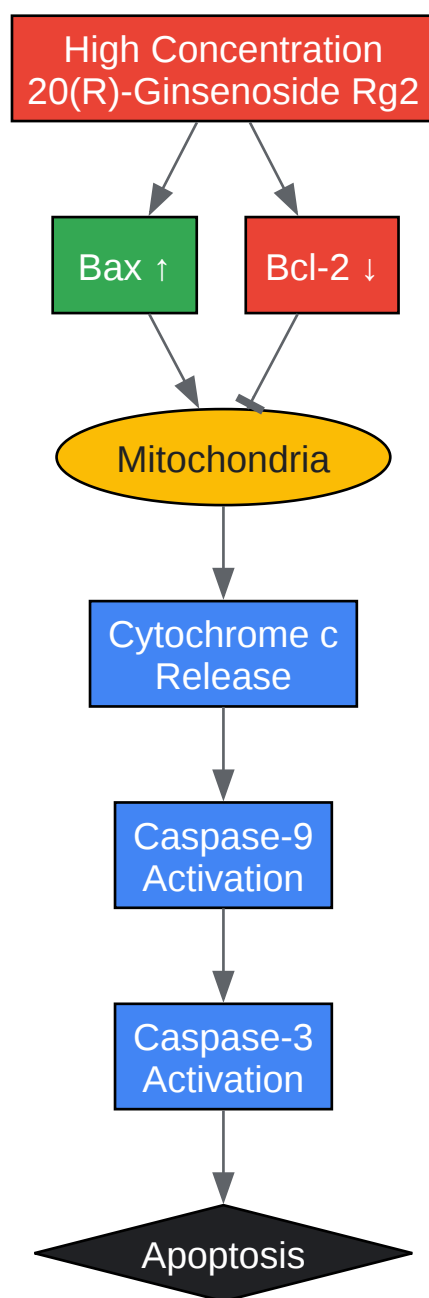 High Concentration
20(R)-Ginsenoside Rg2
Bax ↑
Bcl-2 ↓
Mitochondria
Cytochrome c
Release
Caspase-9
Activation
Caspase-3
Activation
Apoptosis